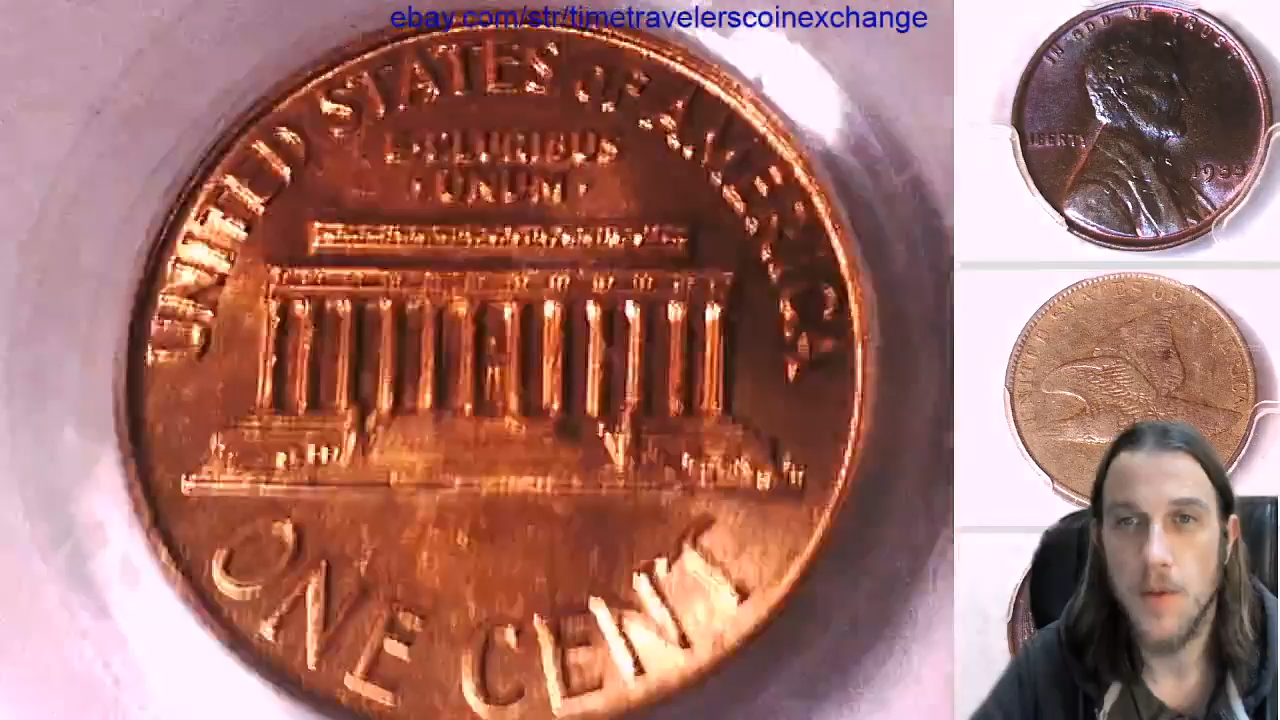 ebay.com/str/timetravelerscoinexchange
UNITED STATES OF AMERICA
E·PLURIBUS
·UNUM·
ONE CENT
IN GOD WE TRUST
LIBERTY